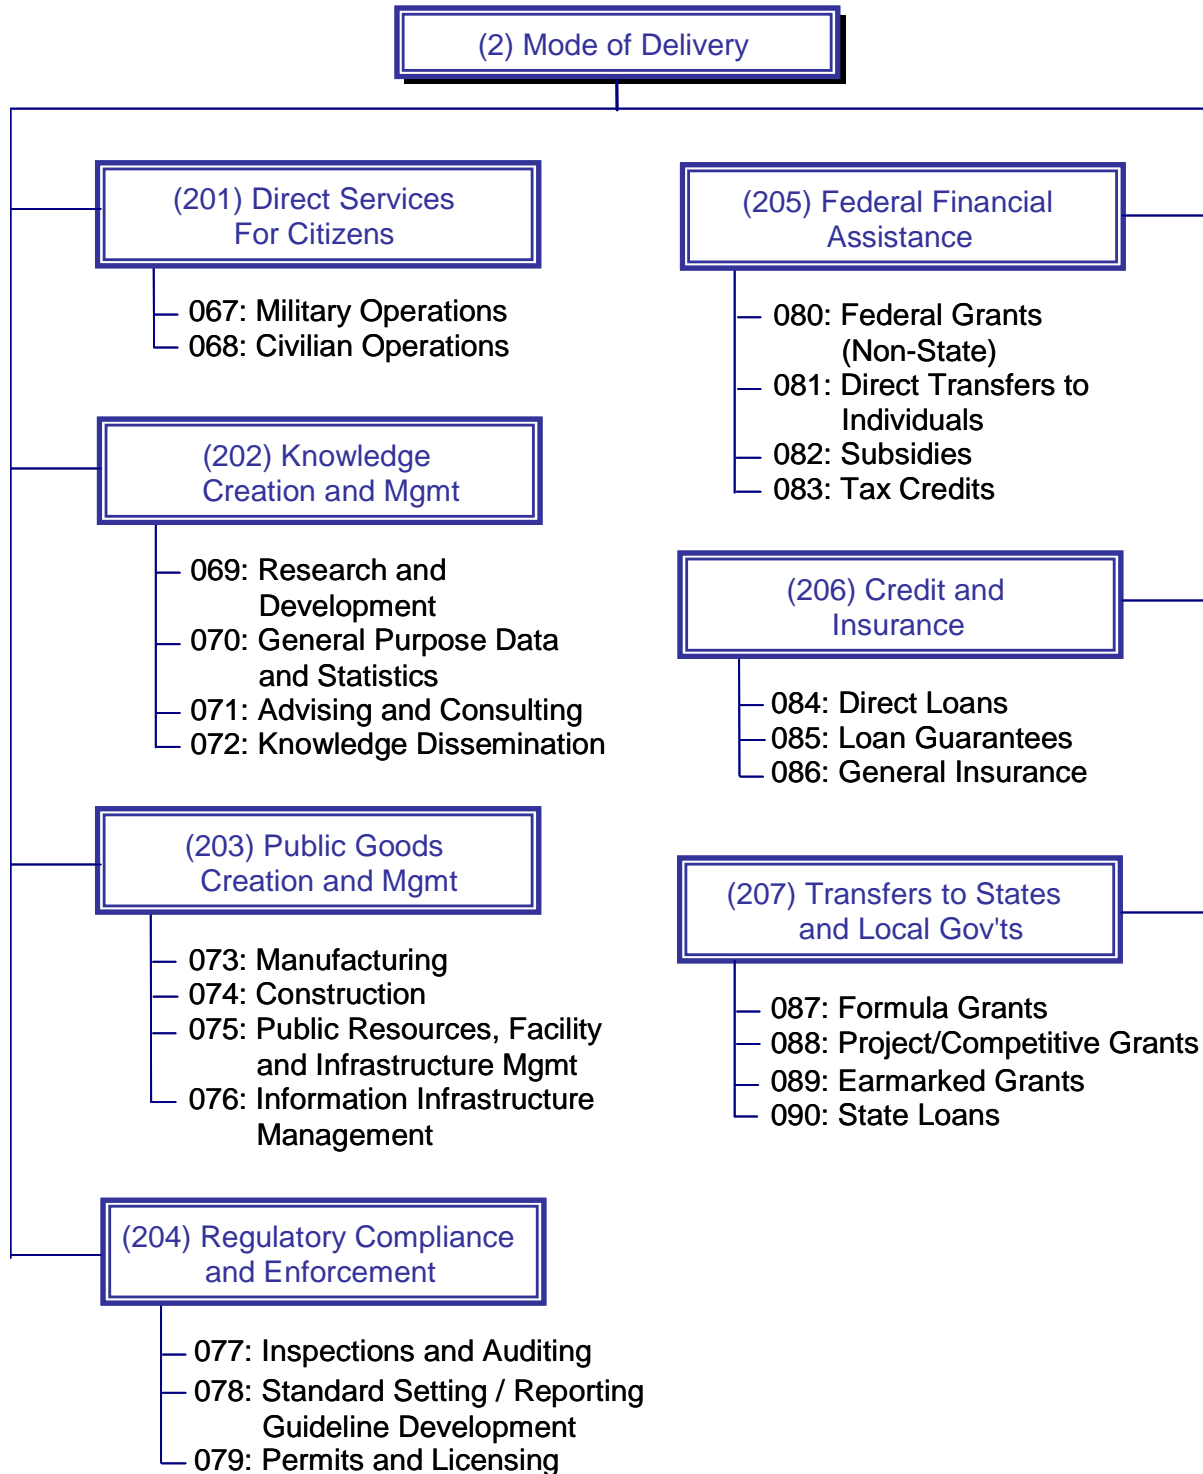 (2) Mode of Delivery
(201) Direct Services
For Citizens
067: Military Operations
068: Civilian Operations
(202) Knowledge
Creation and Mgmt
069: Research and
Development
070: General Purpose Data
and Statistics
071: Advising and Consulting
072: Knowledge Dissemination
(203) Public Goods
Creation and Mgmt
073: Manufacturing
074: Construction
075: Public Resources, Facility
and Infrastructure Mgmt
076: Information Infrastructure
Management
(204) Regulatory Compliance
and Enforcement
077: Inspections and Auditing
078: Standard Setting / Reporting
Guideline Development
079: Permits and Licensing
(205) Federal Financial
Assistance
080: Federal Grants
(Non-State)
081: Direct Transfers to
Individuals
082: Subsidies
083: Tax Credits
(206) Credit and
Insurance
084: Direct Loans
085: Loan Guarantees
086: General Insurance
(207) Transfers to States
and Local Gov'ts
087: Formula Grants
088: Project/Competitive Grants
089: Earmarked Grants
090: State Loans